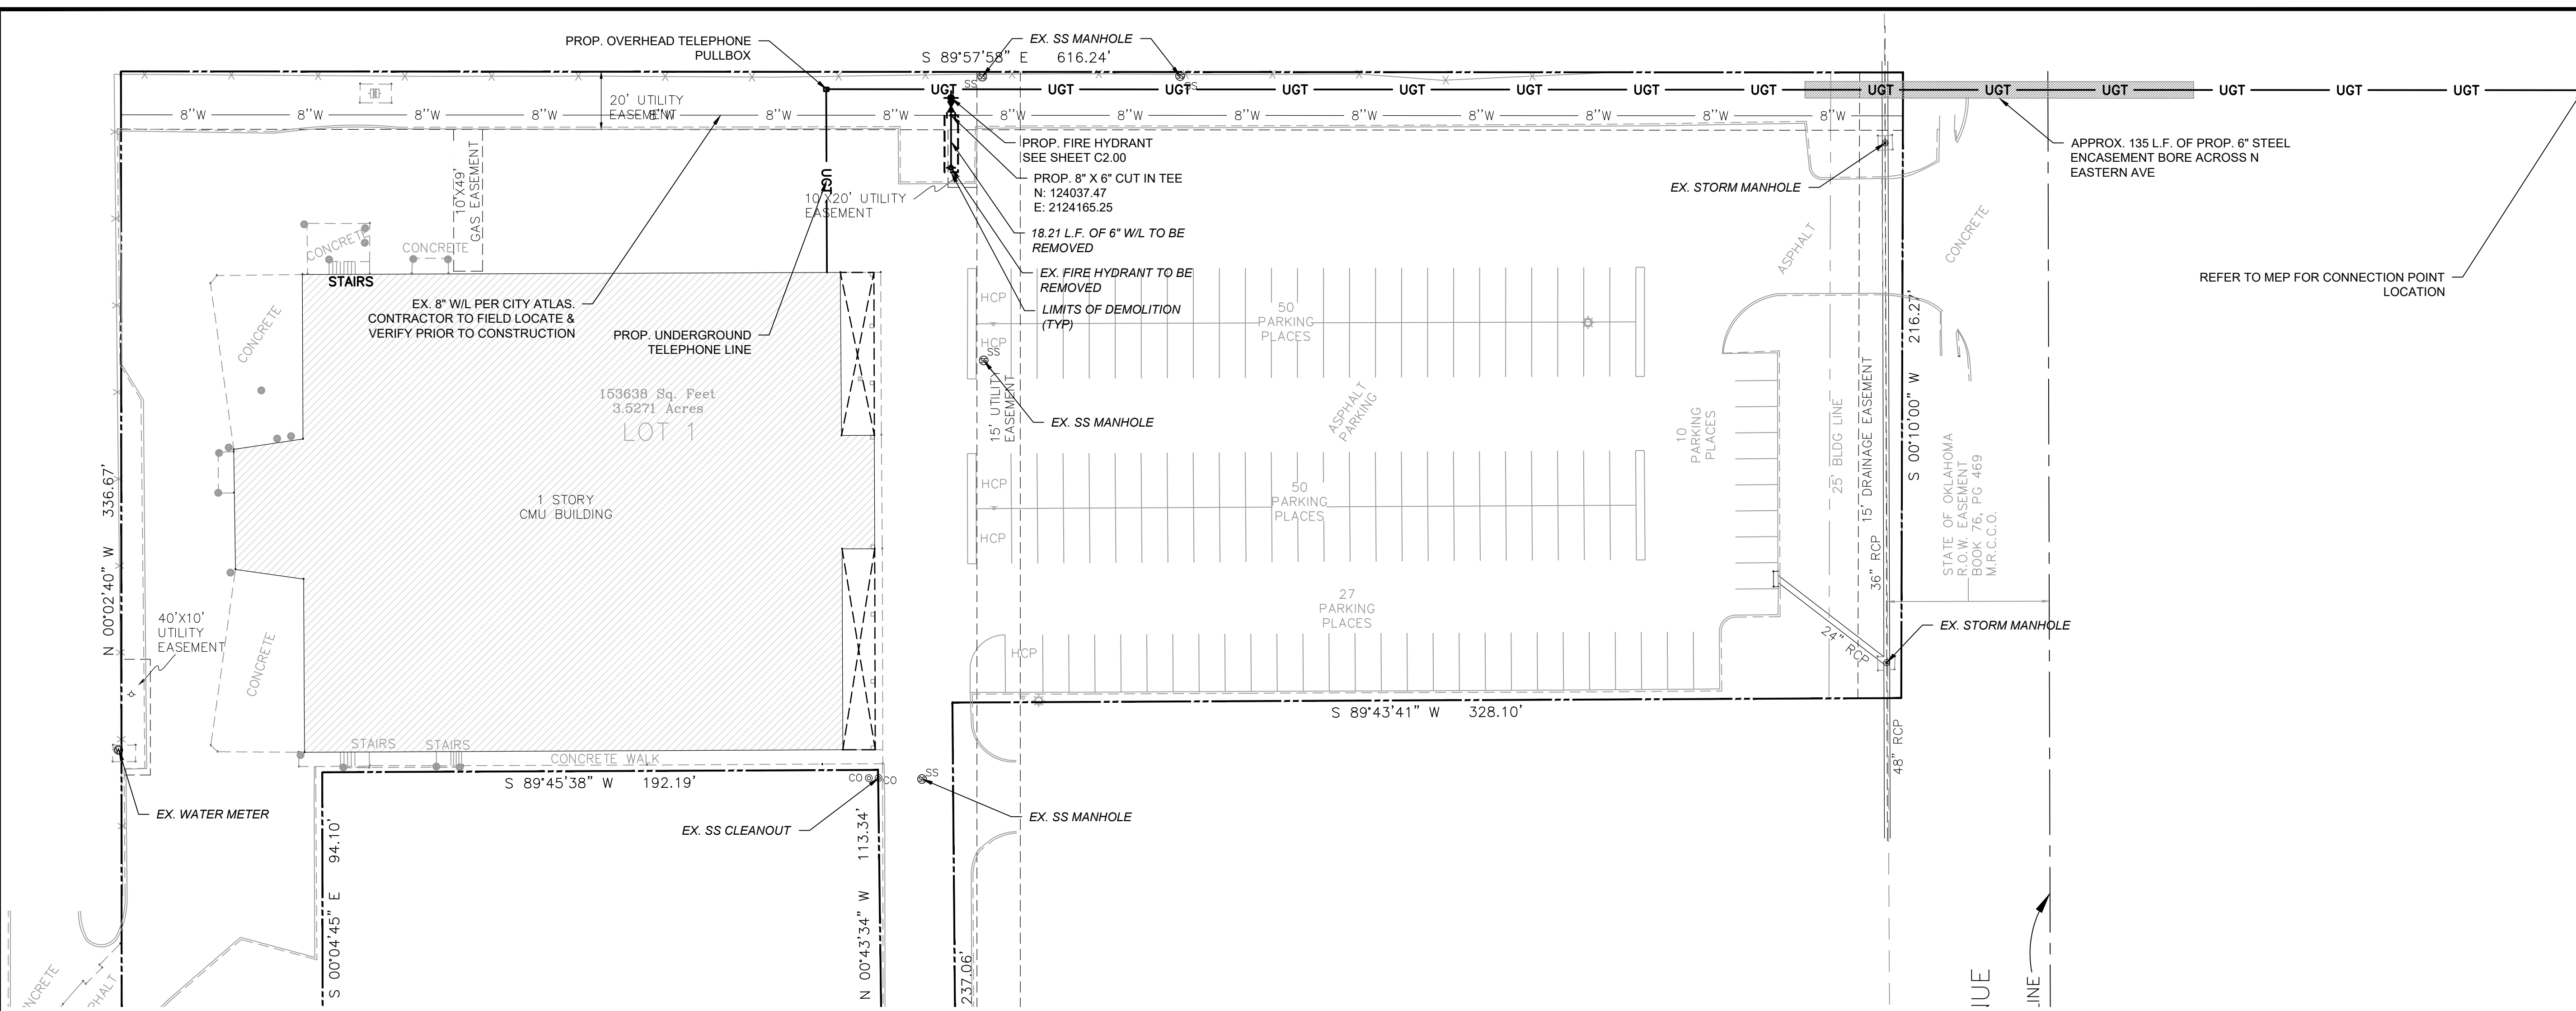 PROP. OVERHEAD TELEPHONE
PULLBOX
EX. SS MANHOLE
S 89°57'58" E 616.24'
SS
SS
20' UTILITY
EASEMENT
UGT UGT UGT UGT UGT UGT UGT UGT UGT UGT UGT UGT UGT UGT
8''W 8''W 8''W 8''W 8''W 8''W 8''W 8''W 8''W 8''W 8''W 8''W 8''W 8''W 8''W
10'X49'
GAS EASEMENT
UGT
10'X20' UTILITY
EASEMENT
PROP. FIRE HYDRANT
SEE SHEET C2.00
PROP. 8" X 6" CUT IN TEE
N: 124037.47
E: 2124165.25
18.21 L.F. OF 6" W/L TO BE
REMOVED
EX. FIRE HYDRANT TO BE
REMOVED
LIMITS OF DEMOLITION
(TYP)
EX. STORM MANHOLE
APPROX. 135 L.F. OF PROP. 6" STEEL
ENCASEMENT BORE ACROSS N
EASTERN AVE
REFER TO MEP FOR CONNECTION POINT
LOCATION
ASPHALT
CONCRETE
CONCRETE
CONCRETE
STAIRS
CONCRETE
EX. 8" W/L PER CITY ATLAS.
CONTRACTOR TO FIELD LOCATE &
VERIFY PRIOR TO CONSTRUCTION
PROP. UNDERGROUND
TELEPHONE LINE
HCP
HCP
50
PARKING
PLACES
SS
EX. SS MANHOLE
15' UTILITY
EASEMENT
ASPHALT
PARKING
10
PARKING
PLACES
25' BLDG LINE
15' DRAINAGE EASEMENT
36" RCP
S 00°10'00" W 216.27'
STATE OF OKLAHOMA
R.O.W. EASEMENT
BOOK 76, PG 469
M.R.C.C.O.
153638 Sq. Feet
3.5271 Acres
LOT 1
1 STORY
CMU BUILDING
N 00°02'40" W 336.67'
HCP
HCP
50
PARKING
PLACES
27
PARKING
PLACES
HCP
24" RCP
EX. STORM MANHOLE
40'X10'
UTILITY
EASEMENT
CONCRETE
S 89°43'41" W 328.10'
48" RCP
STAIRS
STAIRS
CONCRETE WALK
S 89°45'38" W 192.19'
CO
CO
SS
EX. WATER METER
EX. SS CLEANOUT
EX. SS MANHOLE
S 00°04'45" E 94.10'
N 00°43'34" W 113.34'
237.06'
NCRETE
PHALT
NUE
LINE